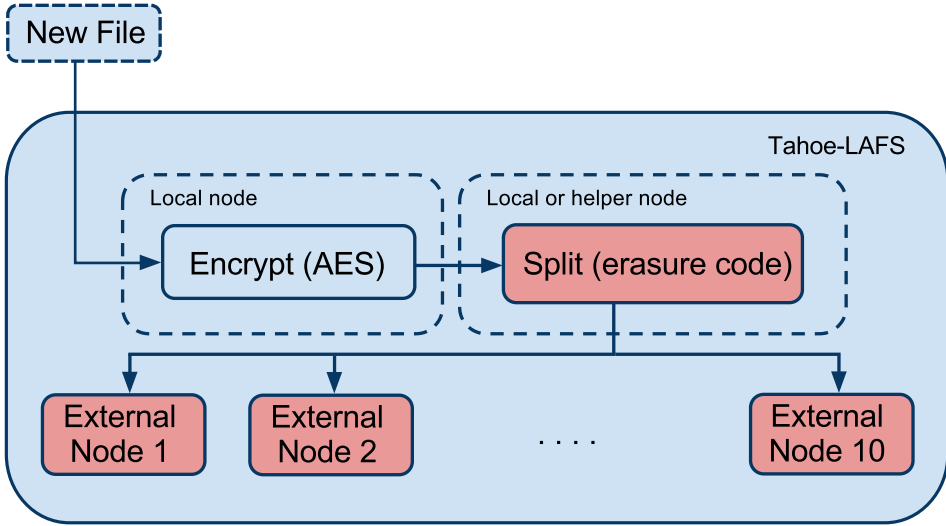 New File
Tahoe-LAFS
Local node
Local or helper node
Encrypt (AES)
Split (erasure code)
External
Node 1
External
Node 2
. . . .
External
Node 10